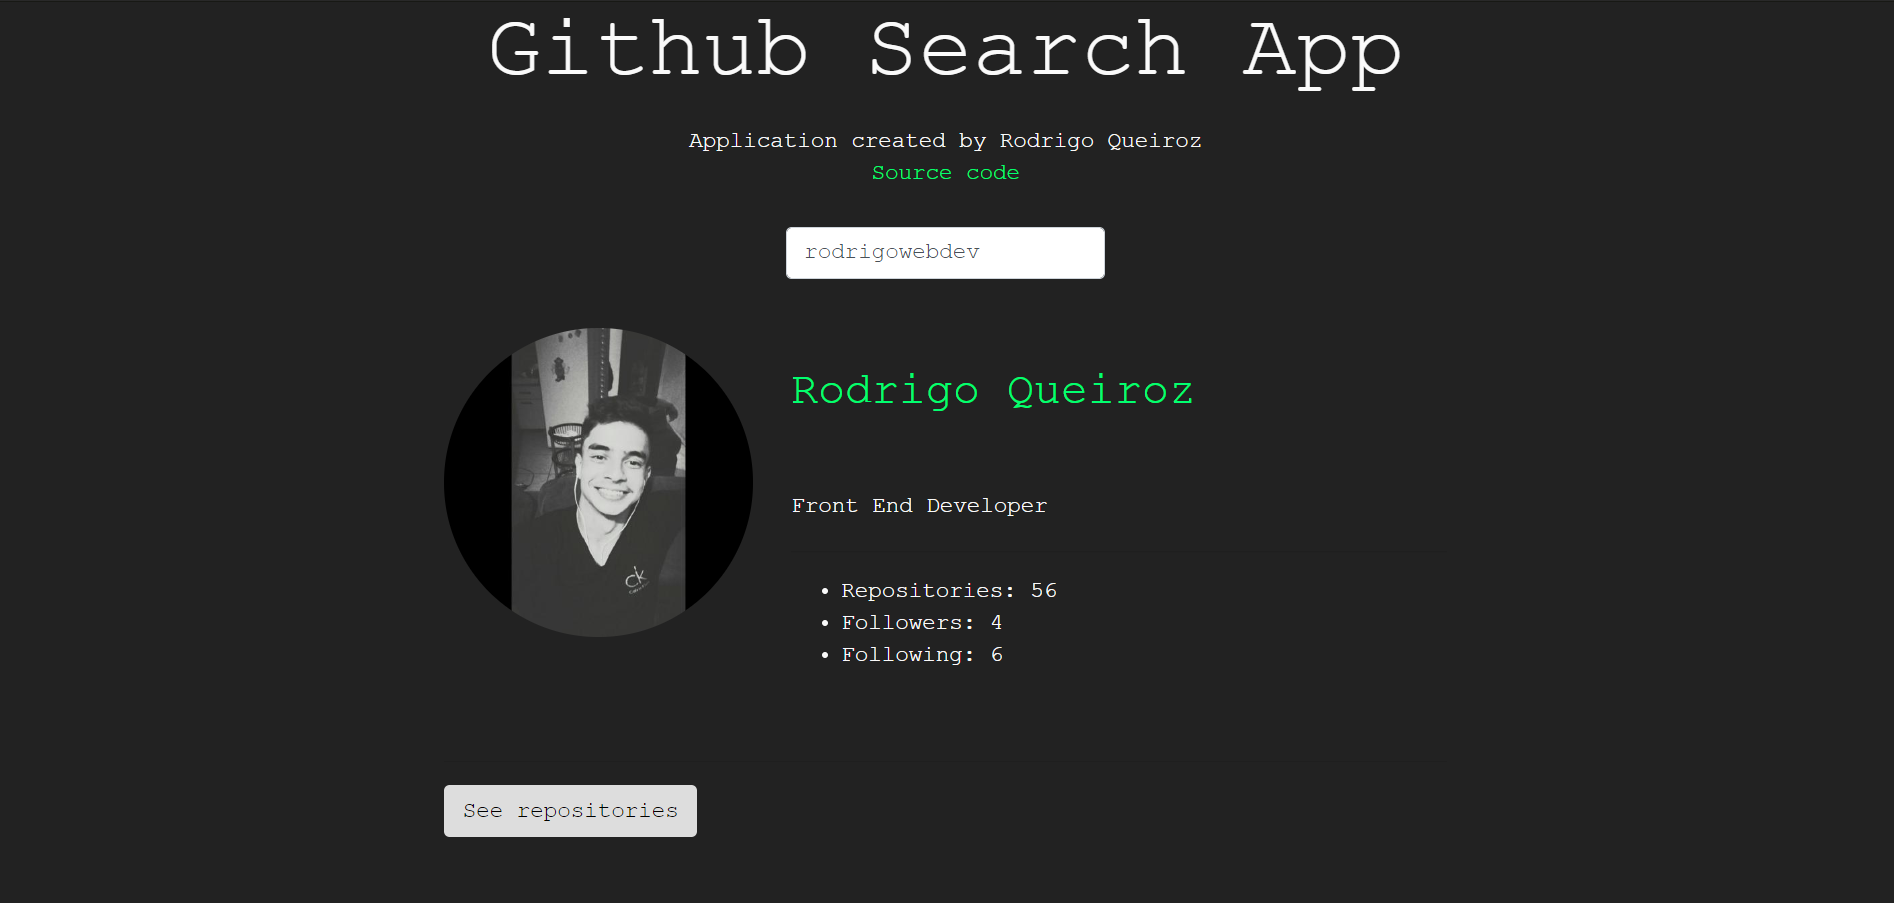 Github Search App
Application created by Rodrigo Queiroz
Source code
rodrigowebdev
Rodrigo Queiroz
Front End Developer
• Repositories: 56
• Followers: 4
• Following: 6
See repositories
CK